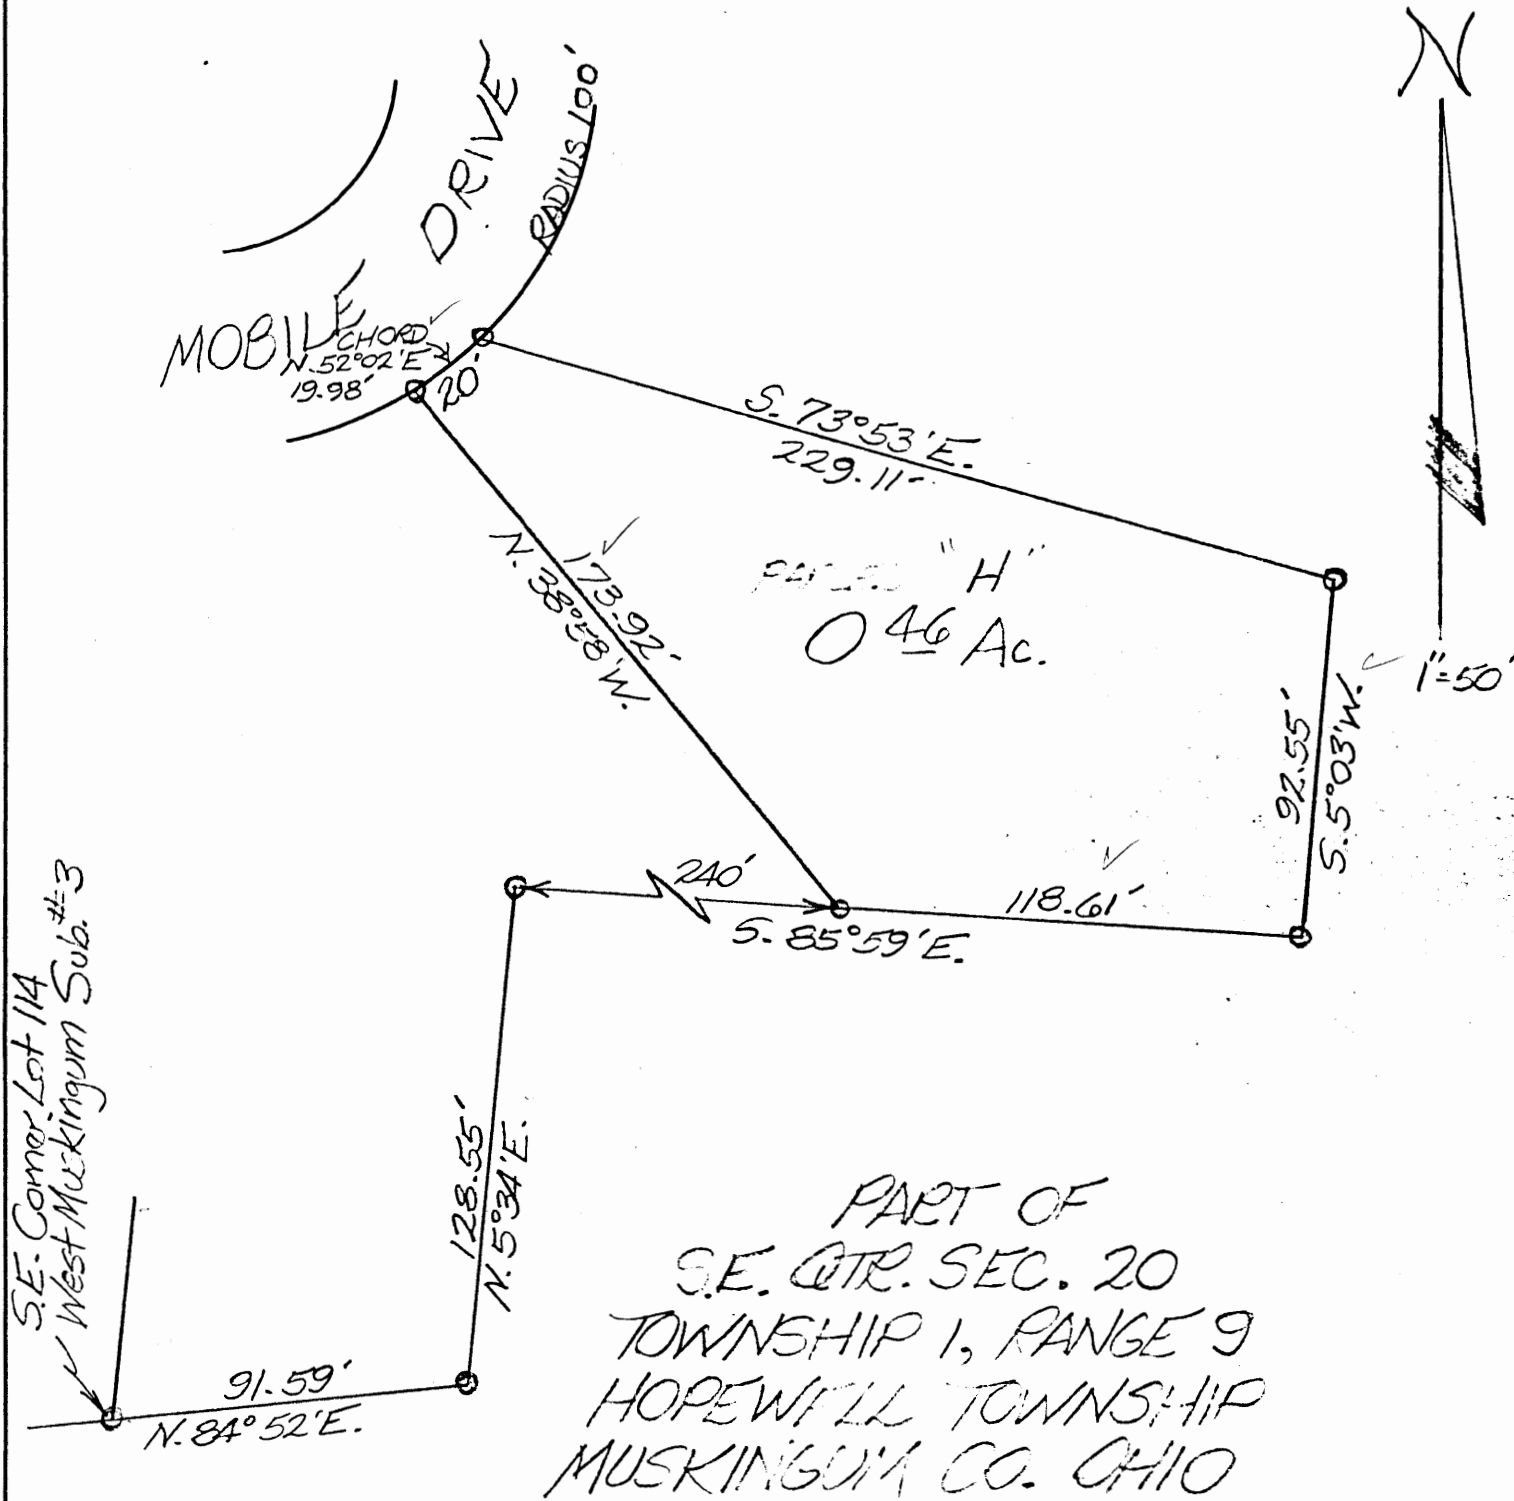 N
1"=50'
DRIVE
RADIUS 100'
MOBILE
CHORD
N.52°02'E
19.98'
20'
S. 73°53'E.
229.11'
173.92'
N. 38°58'W.
"H"
0 46 Ac.
92.55'
S. 5°03'W.
240'
118.61'
S. 85°59'E.
S.E. Corner Lot 114
West Muskingum Sub. #3
128.55'
N. 5°34'E.
91.59'
N. 84°52'E.
PART OF
S.E. QTR. SEC. 20
TOWNSHIP 1, RANGE 9
HOPEWELL TOWNSHIP
MUSKINGUM CO. OHIO